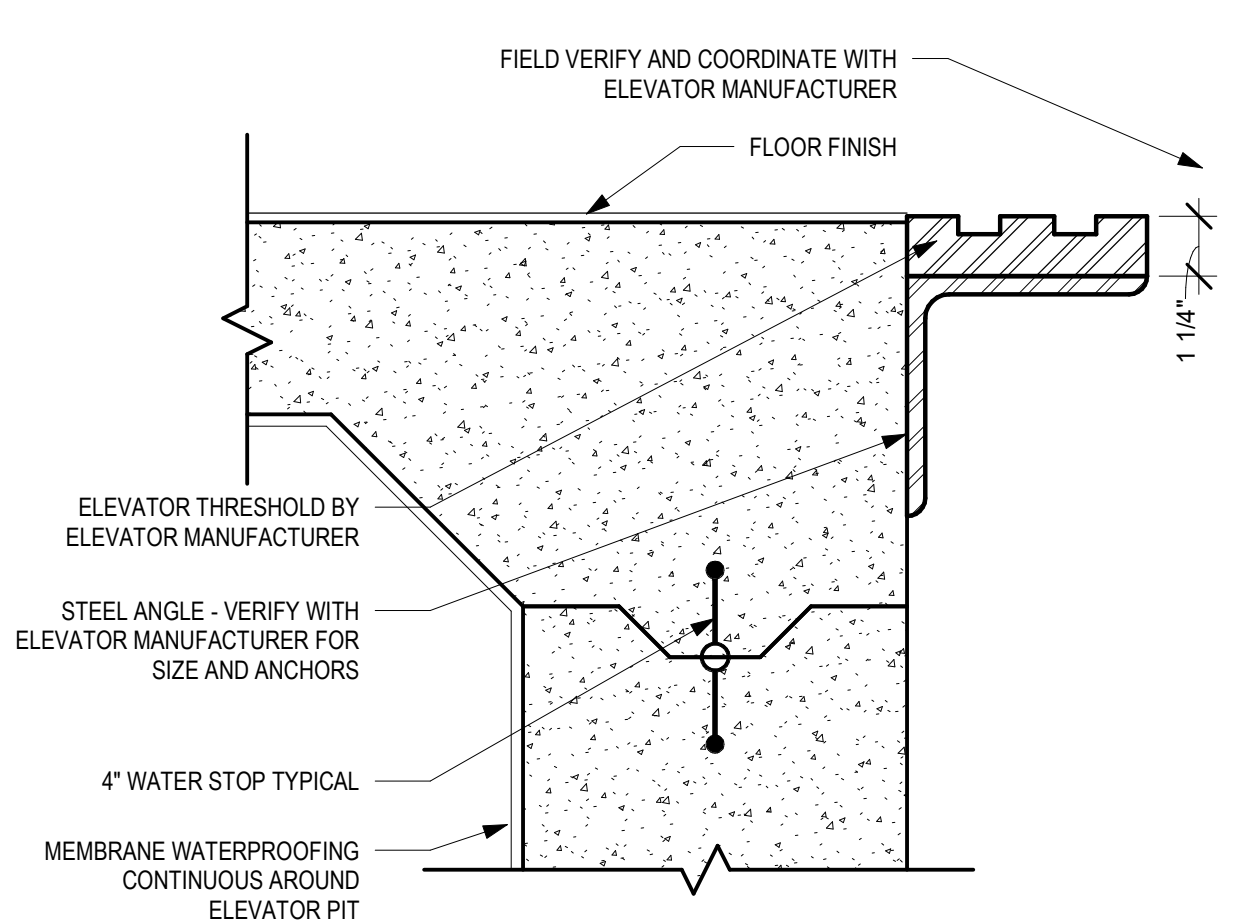 FIELD VERIFY AND COORDINATE WITH
ELEVATOR MANUFACTURER
FLOOR FINISH
1 1/4"
ELEVATOR THRESHOLD BY
ELEVATOR MANUFACTURER
STEEL ANGLE - VERIFY WITH
ELEVATOR MANUFACTURER FOR
SIZE AND ANCHORS
4" WATER STOP TYPICAL
MEMBRANE WATERPROOFING
CONTINUOUS AROUND
ELEVATOR PIT